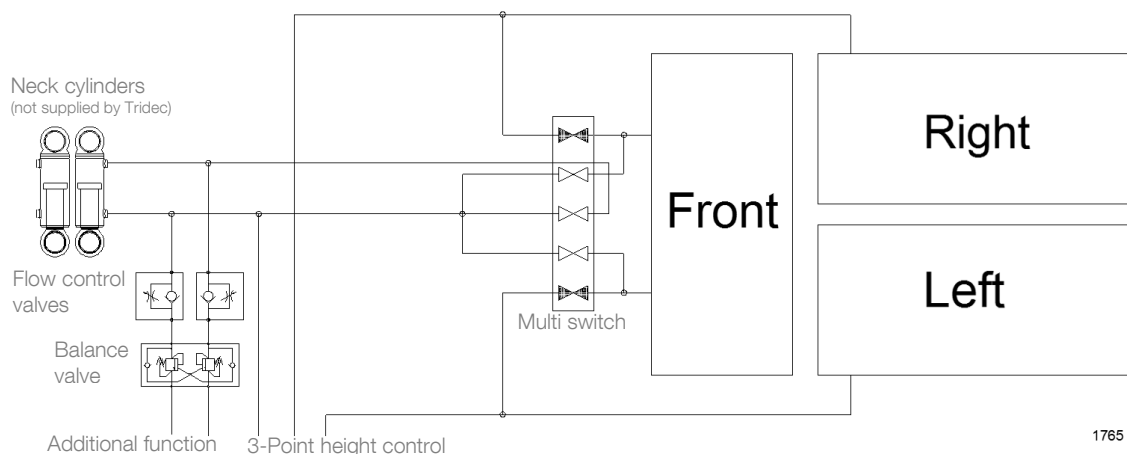 Neck cylinders
(not supplied by Tridec)
Right
Front
Flow control
valves
Left
Multi switch
Balance
valve
Additional function
3-Point height control
1765